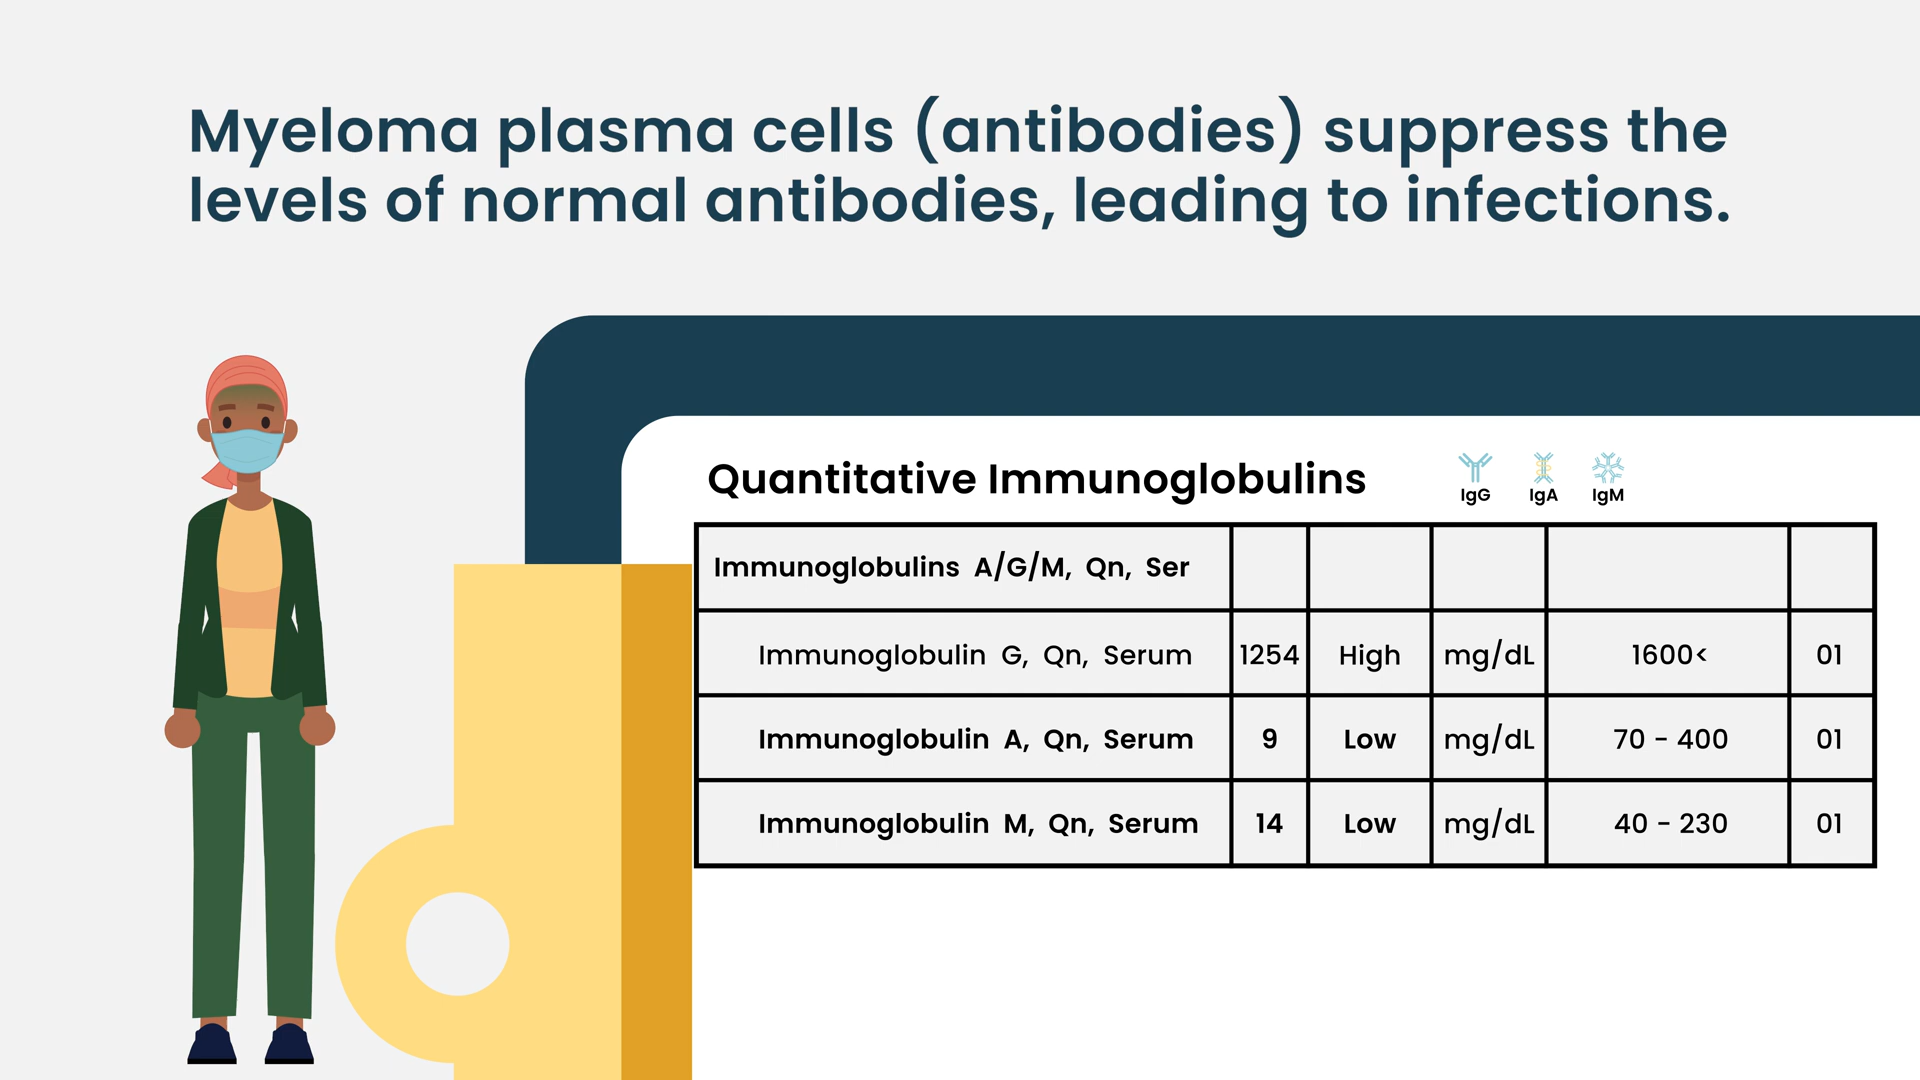 Myeloma plasma cells (antibodies) suppress the
levels of normal antibodies, leading to infections.
Quantitative Immunoglobulins
IgG IgA IgM
Immunoglobulins A/G/M, Qn, Ser
Immunoglobulin G, Qn, Serum 1254 High mg/dL 1600< 01
Immunoglobulin A, Qn, Serum 9 Low mg/dL 70 - 400 01
Immunoglobulin M, Qn, Serum 14 Low mg/dL 40 - 230 01